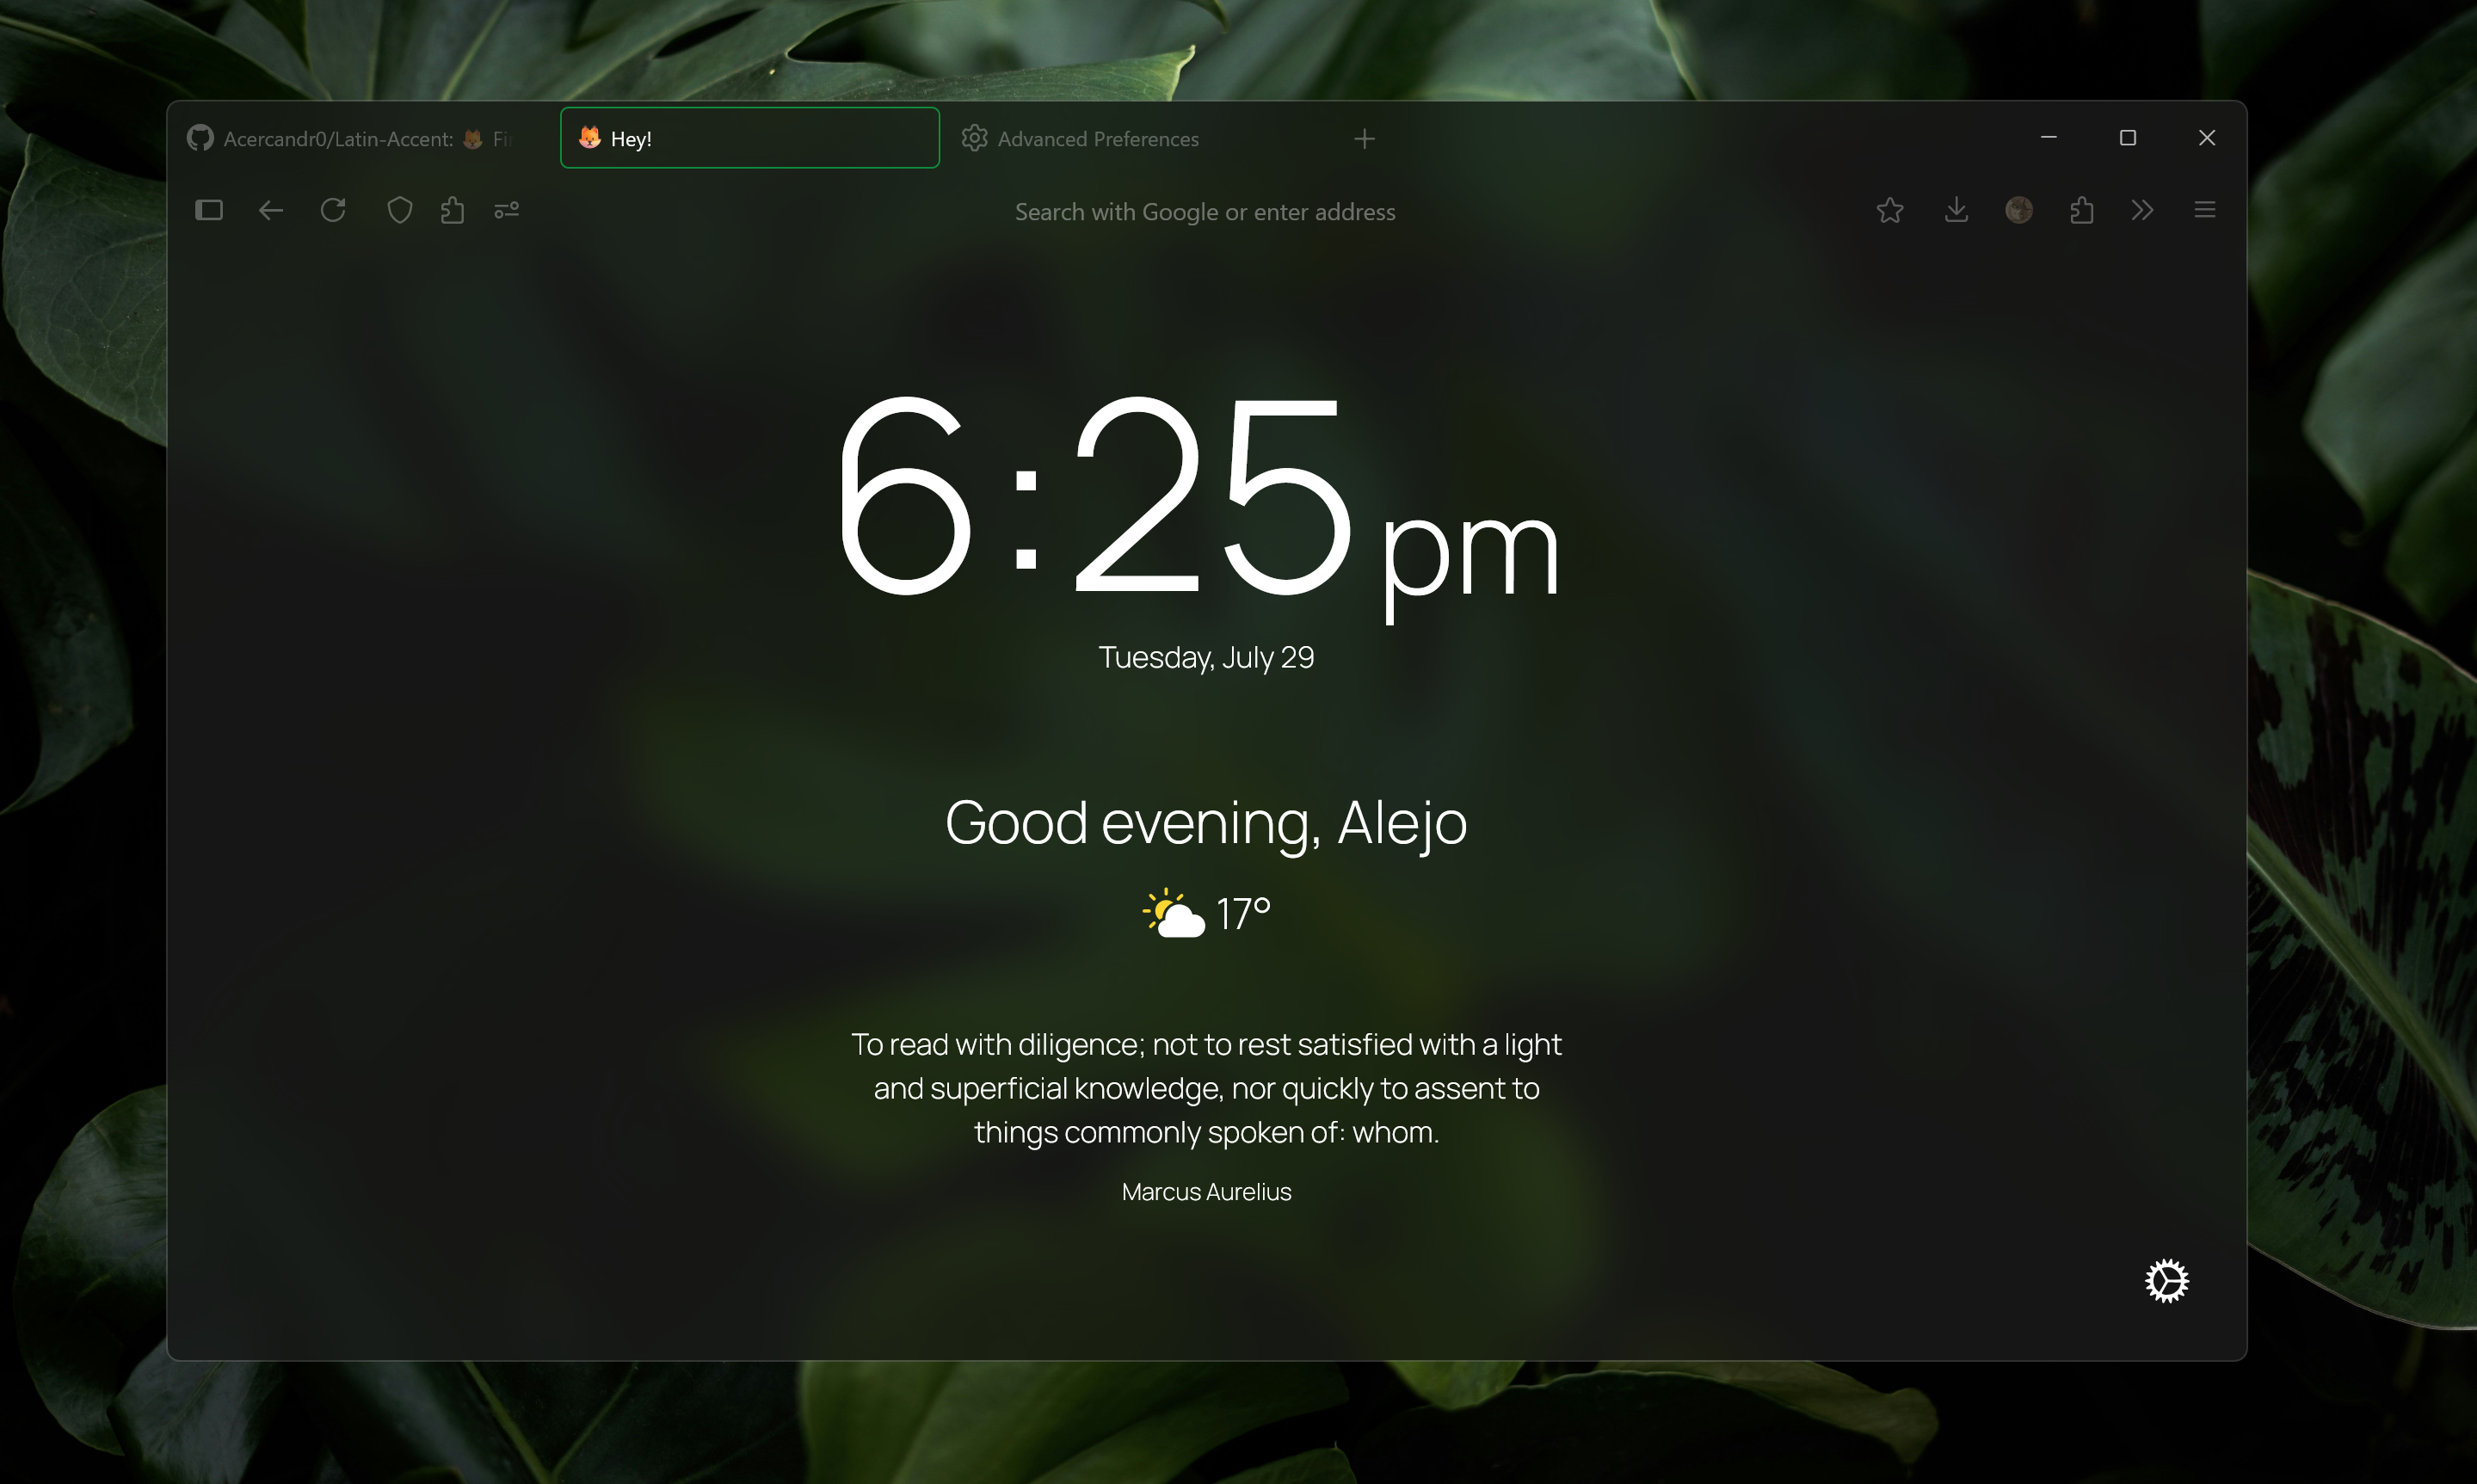 Acercandr0/Latin-Accent: 🦊 Fi
Hey!
Advanced Preferences
Search with Google or enter address
6:25 pm
Tuesday, July 29
Good evening, Alejo
17°
To read with diligence; not to rest satisfied with a light
and superficial knowledge, nor quickly to assent to
things commonly spoken of: whom.
Marcus Aurelius